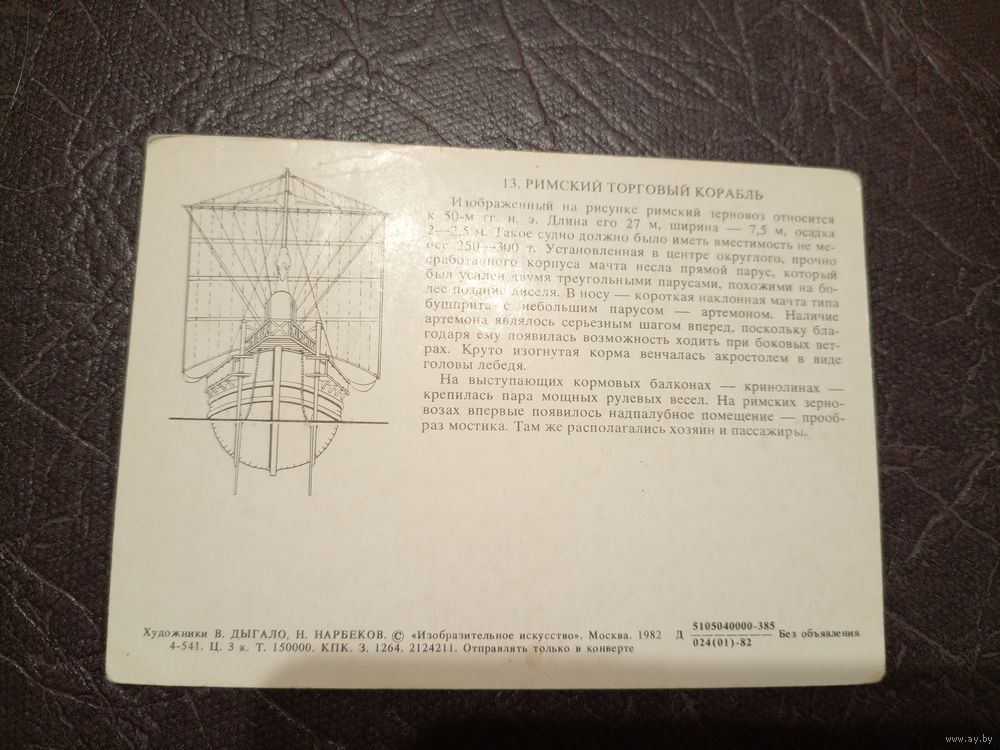 13. РИМСКИЙ ТОРГОВЫЙ КОРАБЛЬ
Изображенный на рисунке римский зерновоз относится
к 50-м гг. н. э. Длина его 27 м, ширина — 7,5 м, осадка
2—2,5 м. Такое судно должно было иметь вместимость не ме-
нее 250—300 т. Установленная в центре округлого, прочно
сработанного корпуса мачта несла прямой парус, который
был усилен двумя треугольными парусами, похожими на бо-
лее поздние лиселя. В носу — короткая наклонная мачта типа
бушприта с небольшим парусом — артемоном. Наличие
артемона являлось серьезным шагом вперед, поскольку бла-
годаря ему появилась возможность ходить при боковых вет-
рах. Круто изогнутая корма венчалась акростолем в виде
головы лебедя.
На выступающих кормовых балконах — кринолинах —
крепилась пара мощных рулевых весел. На римских зерно-
возах впервые появилось надпалубное помещение — прооб-
раз мостика. Там же располагались хозяин и пассажиры.
Художники В. ДЫГАЛО, Н. НАРБЕКОВ. © «Изобразительное искусство». Москва. 1982 Д 5105040000-385 Без объявления
024(01)-82
4-541. Ц. 3 к. Т. 150000. КПК. З. 1264. 2124211. Отправлять только в конверте
www.ay.by